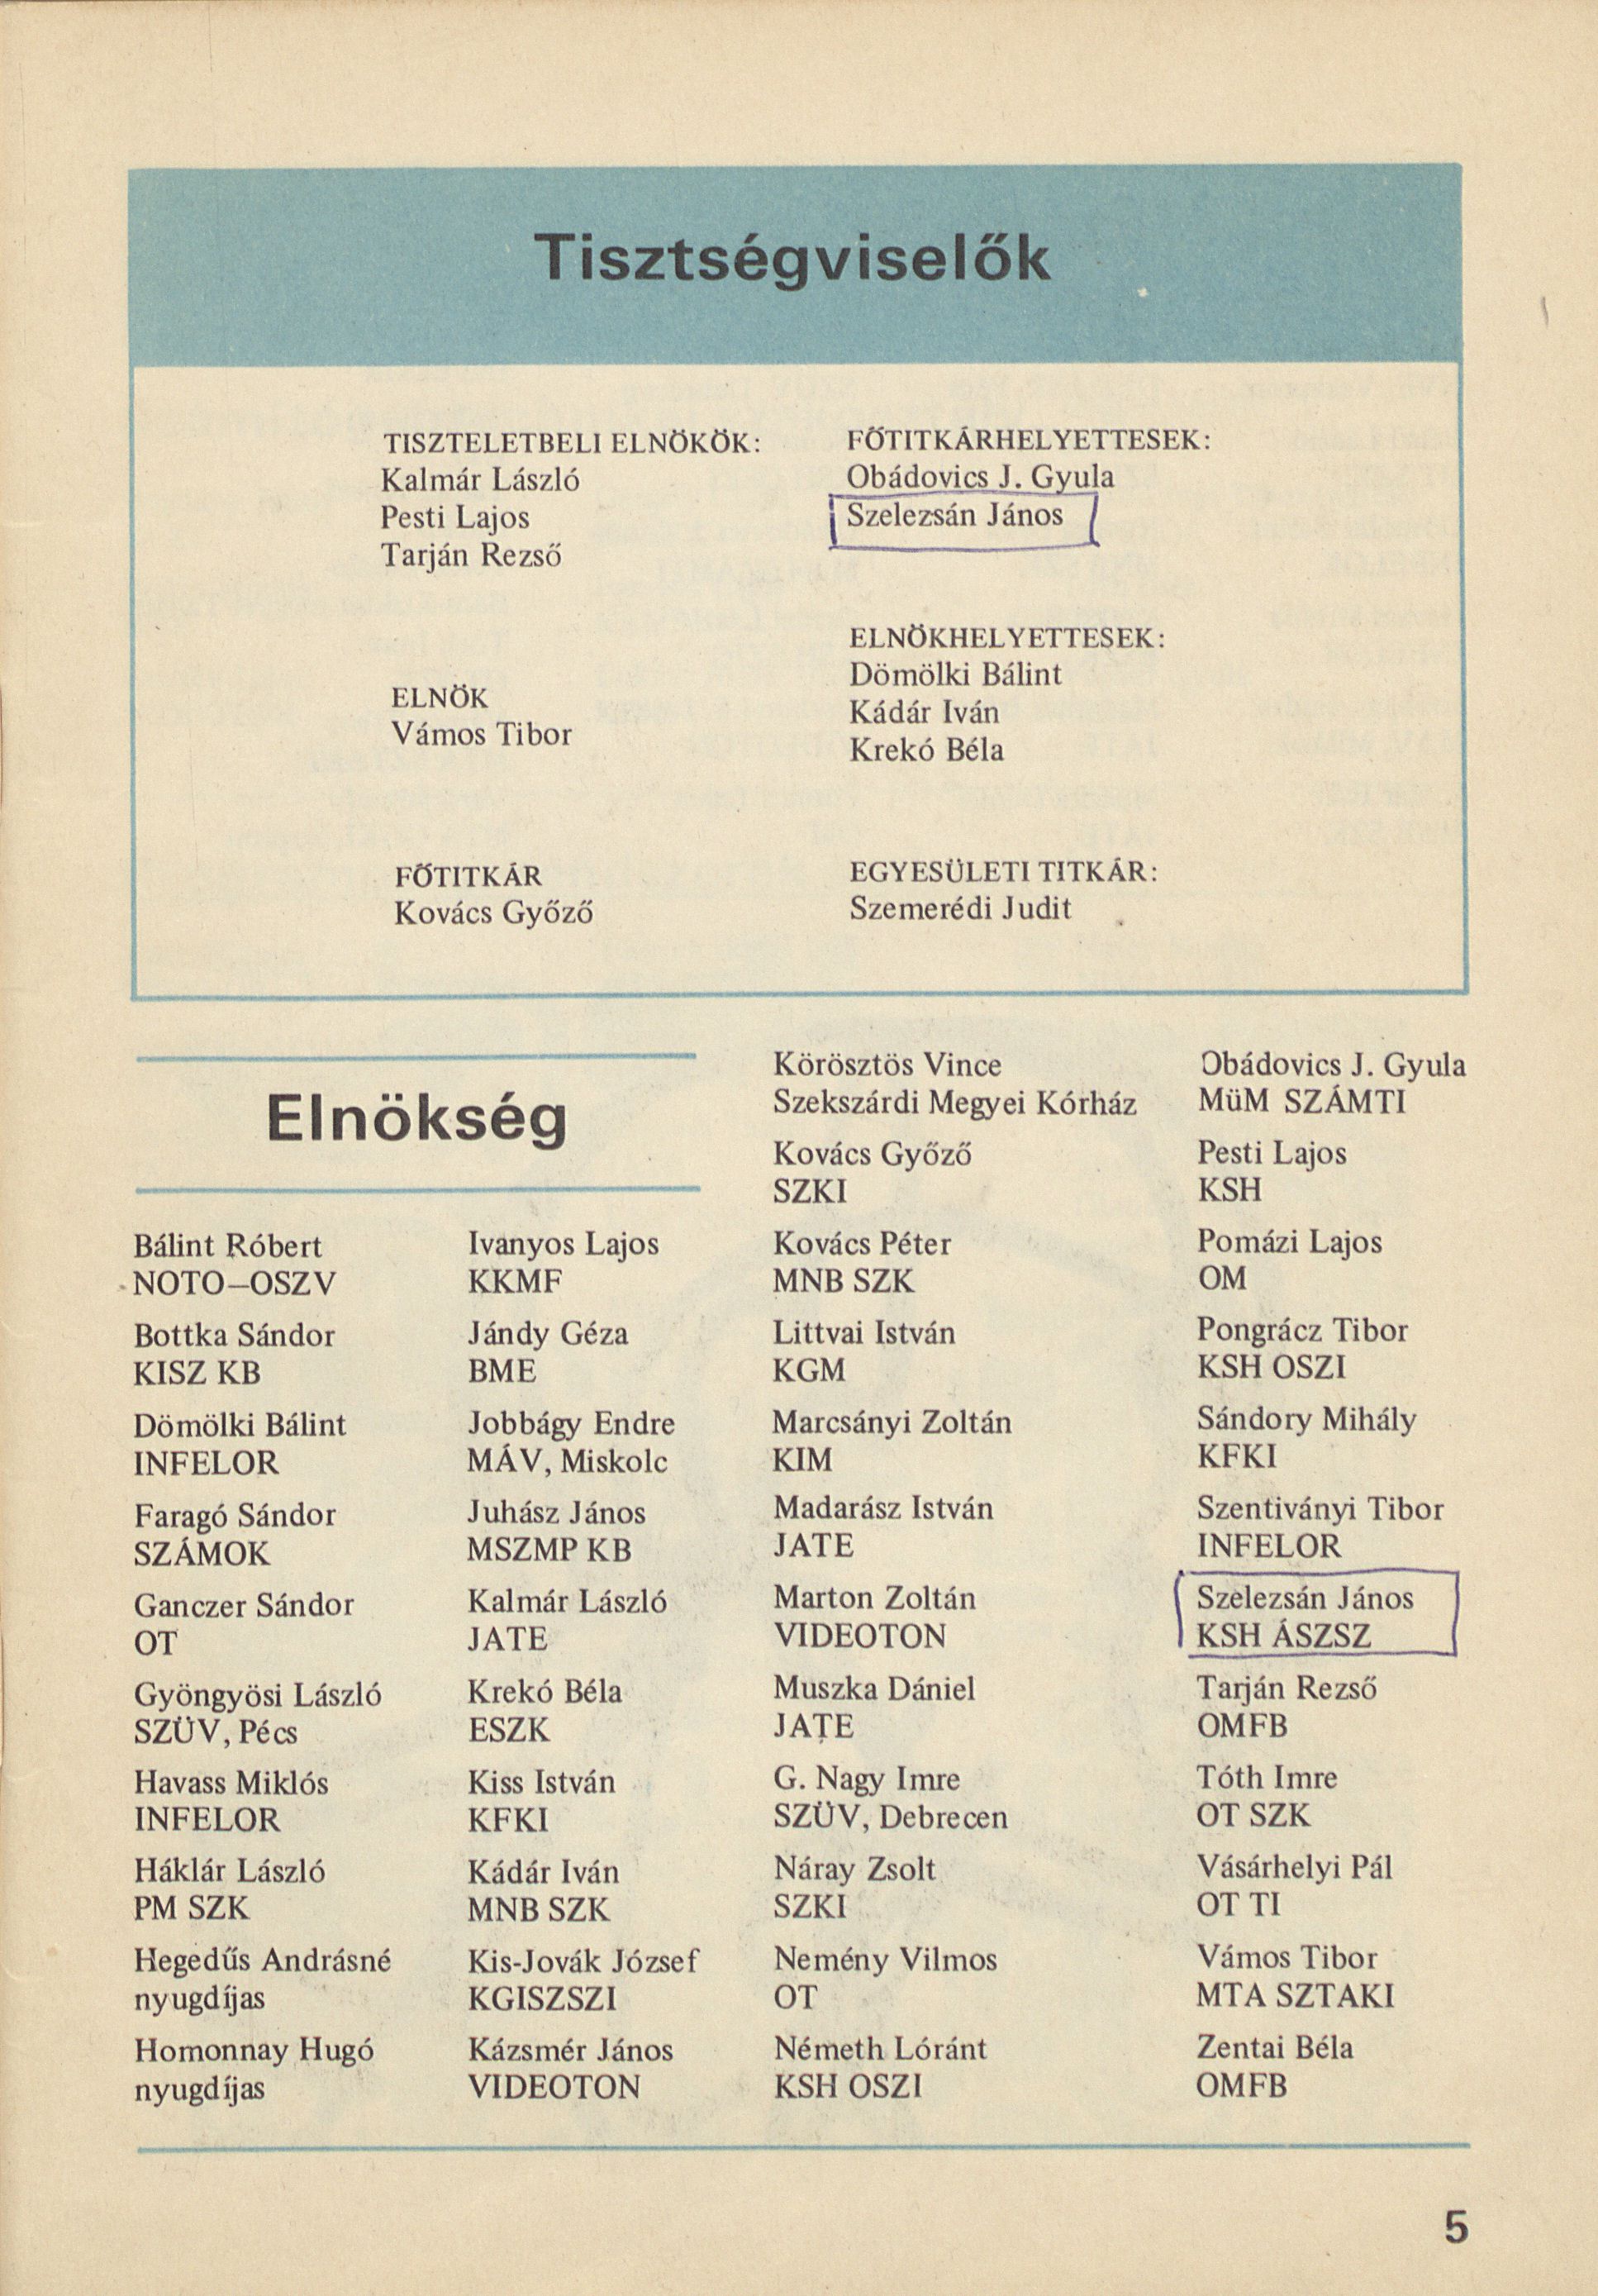 Tisztségviselők
TISZTELETBELI ELNÖKÖK:
Kalmár László
Pesti Lajos
Tarján Rezső
ELNÖK
Vámos Tibor
FŐTITKÁR
Kovács Győző
FŐTITKÁRHELYETTESEK:
Obádovics J. Gyula
Szelezsán János
ELNÖKHELYETTESEK:
Dömölki Bálint
Kádár Iván
Krekó Béla
EGYESÜLETI TITKÁR:
Szemerédi Judit
Elnökség
Bálint Róbert
NOTO–OSZV
Bottka Sándor
KISZ KB
Dömölki Bálint
INFELOR
Faragó Sándor
SZÁMOK
Ganczer Sándor
OT
Gyöngyösi László
SZÜV, Pécs
Havass Miklós
INFELOR
Háklár László
PM SZK
Hegedűs Andrásné
nyugdíjas
Homonnay Hugó
nyugdíjas
Ivanyos Lajos
KKMF
Jándy Géza
BME
Jobbágy Endre
MÁV, Miskolc
Juhász János
MSZMP KB
Kalmár László
JATE
Krekó Béla
ESZK
Kiss István
KFKI
Kádár Iván
MNB SZK
Kis-Jovák József
KGISZSZI
Kázsmér János
VIDEOTON
Körösztös Vince
Szekszárdi Megyei Kórház
Kovács Győző
SZKI
Kovács Péter
MNB SZK
Littvai István
KGM
Marcsányi Zoltán
KIM
Madarász István
JATE
Marton Zoltán
VIDEOTON
Muszka Dániel
JATE
G. Nagy Imre
SZÜV, Debrecen
Náray Zsolt
SZKI
Nemény Vilmos
OT
Németh Lóránt
KSH OSZI
Obádovics J. Gyula
MüM SZÁMTI
Pesti Lajos
KSH
Pomázi Lajos
OM
Pongrácz Tibor
KSH OSZI
Sándory Mihály
KFKI
Szentiványi Tibor
INFELOR
Szelezsán János
KSH ÁSZSZ
Tarján Rezső
OMFB
Tóth Imre
OT SZK
Vásárhelyi Pál
OT TI
Vámos Tibor
MTA SZTAKI
Zentai Béla
OMFB
5